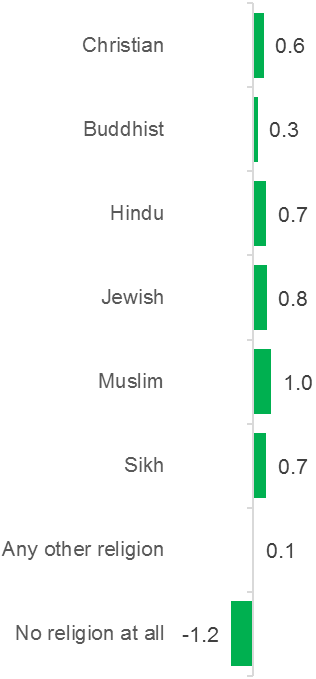 Christian 0.6
Buddhist 0.3
Hindu 0.7
Jewish 0.8
Muslim 1.0
Sikh 0.7
Any other religion 0.1
No religion at all -1.2